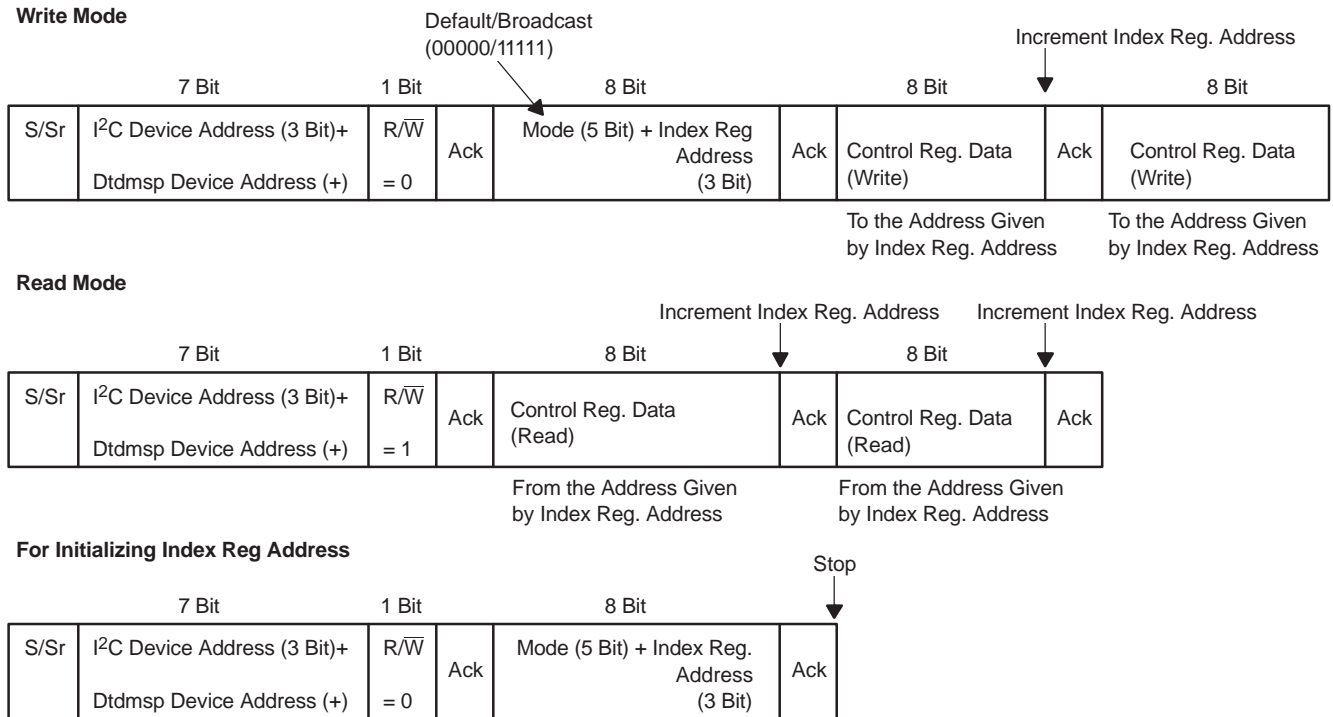 Write Mode
Default/Broadcast
(00000/11111)
Increment Index Reg. Address
7 Bit 1 Bit 8 Bit 8 Bit 8 Bit
S/Sr I2C Device Address (3 Bit)+ R/W̅ Mode (5 Bit) + Index Reg
Ack Address Ack Control Reg. Data Ack Control Reg. Data
Dtdmsp Device Address (+) = 0 (3 Bit) (Write) (Write)
To the Address Given To the Address Given
by Index Reg. Address by Index Reg. Address
Read Mode
Increment Index Reg. Address Increment Index Reg. Address
7 Bit 1 Bit 8 Bit 8 Bit
S/Sr I2C Device Address (3 Bit)+ R/W̅
Ack Control Reg. Data Ack Control Reg. Data Ack
Dtdmsp Device Address (+) = 1 (Read) (Read)
From the Address Given From the Address Given
by Index Reg. Address by Index Reg. Address
For Initializing Index Reg Address
Stop
7 Bit 1 Bit 8 Bit
S/Sr I2C Device Address (3 Bit)+ R/W̅ Mode (5 Bit) + Index Reg.
Ack Address Ack
Dtdmsp Device Address (+) = 0 (3 Bit)